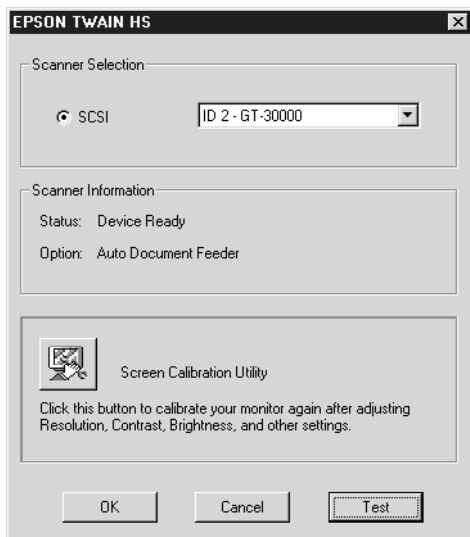 EPSON TWAIN HS
Scanner Selection
SCSI ID 2 - GT-30000
Scanner Information
Status: Device Ready
Option: Auto Document Feeder
Screen Calibration Utility
Click this button to calibrate your monitor again after adjusting
Resolution, Contrast, Brightness, and other settings.
OK Cancel Test